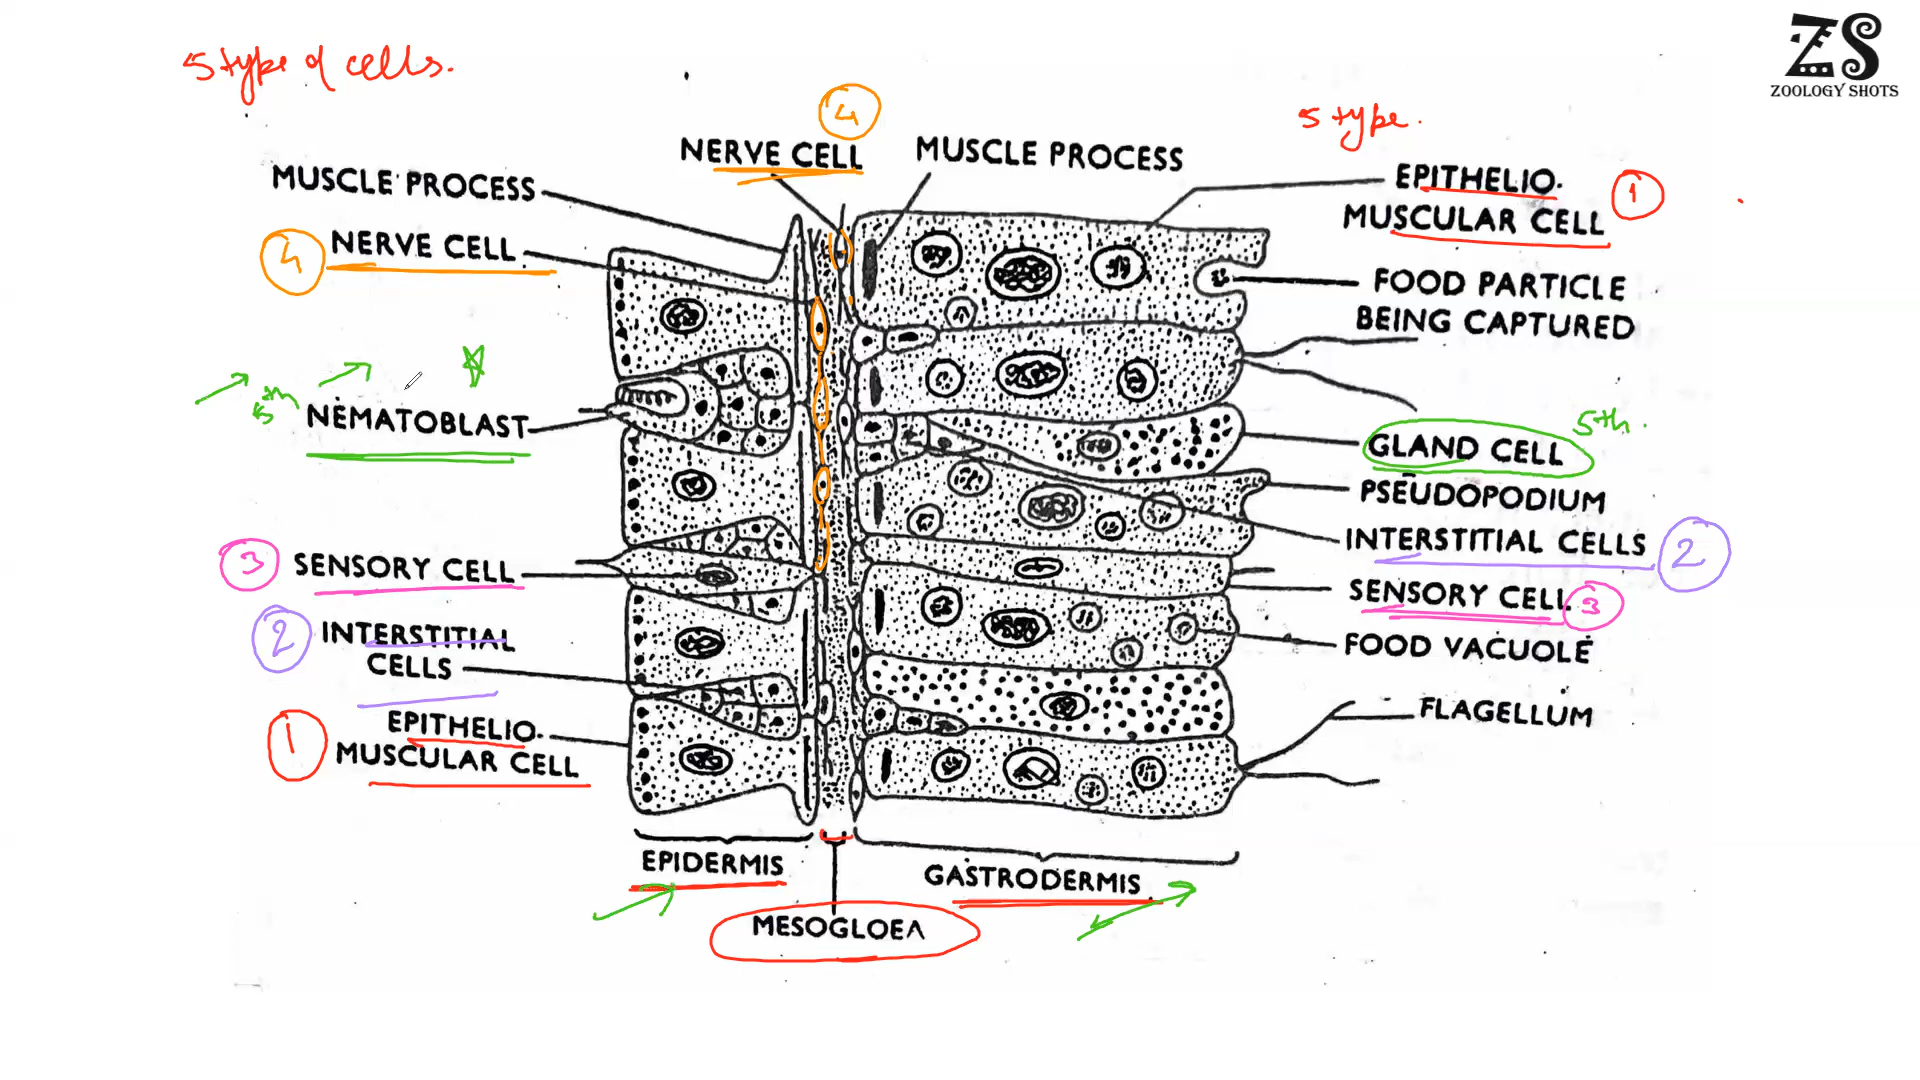 5 type of cells.
ZS
ZOOLOGY SHOTS
4
5 type.
NERVE CELL
MUSCLE PROCESS
MUSCLE PROCESS
EPITHELIO-
MUSCULAR CELL
1
4
NERVE CELL
FOOD PARTICLE
BEING CAPTURED
5th
NEMATOBLAST
5th.
GLAND CELL
PSEUDOPODIUM
INTERSTITIAL CELLS
2
3
SENSORY CELL
SENSORY CELL
3
2
INTERSTITIAL
CELLS
FOOD VACUOLE
FLAGELLUM
1
EPITHELIO-
MUSCULAR CELL
EPIDERMIS
GASTRODERMIS
MESOGLOEA